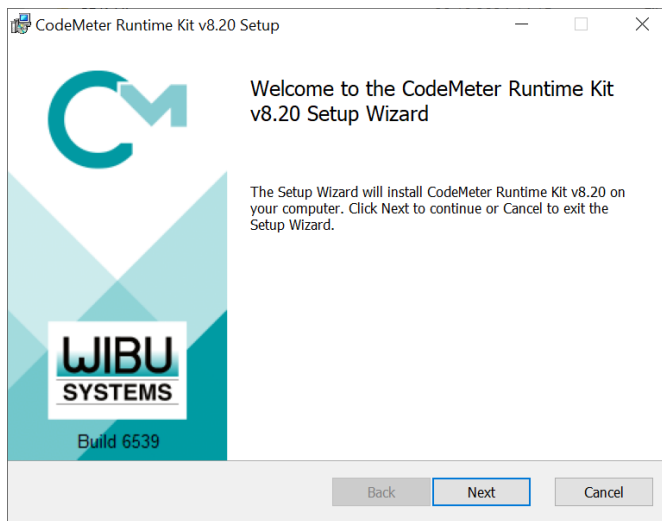 CodeMeter Runtime Kit v8.20 Setup
Welcome to the CodeMeter Runtime Kit
v8.20 Setup Wizard
The Setup Wizard will install CodeMeter Runtime Kit v8.20 on
your computer. Click Next to continue or Cancel to exit the
Setup Wizard.
CM
WIBU
SYSTEMS
Build 6539
Back
Next
Cancel